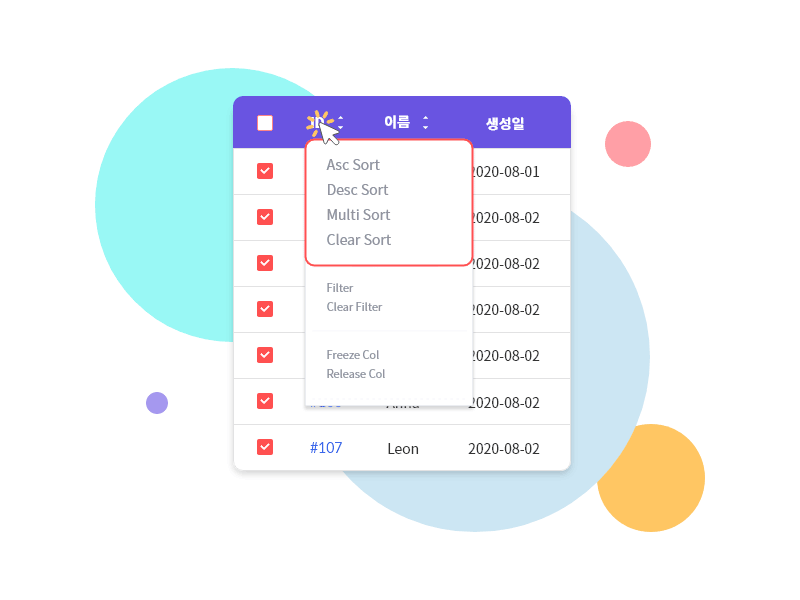 ID 이름 생성일
2020-08-01
2020-08-02
2020-08-02
2020-08-02
2020-08-02
2020-08-02
#107 Leon 2020-08-02
Asc Sort
Desc Sort
Multi Sort
Clear Sort
Filter
Clear Filter
Freeze Col
Release Col